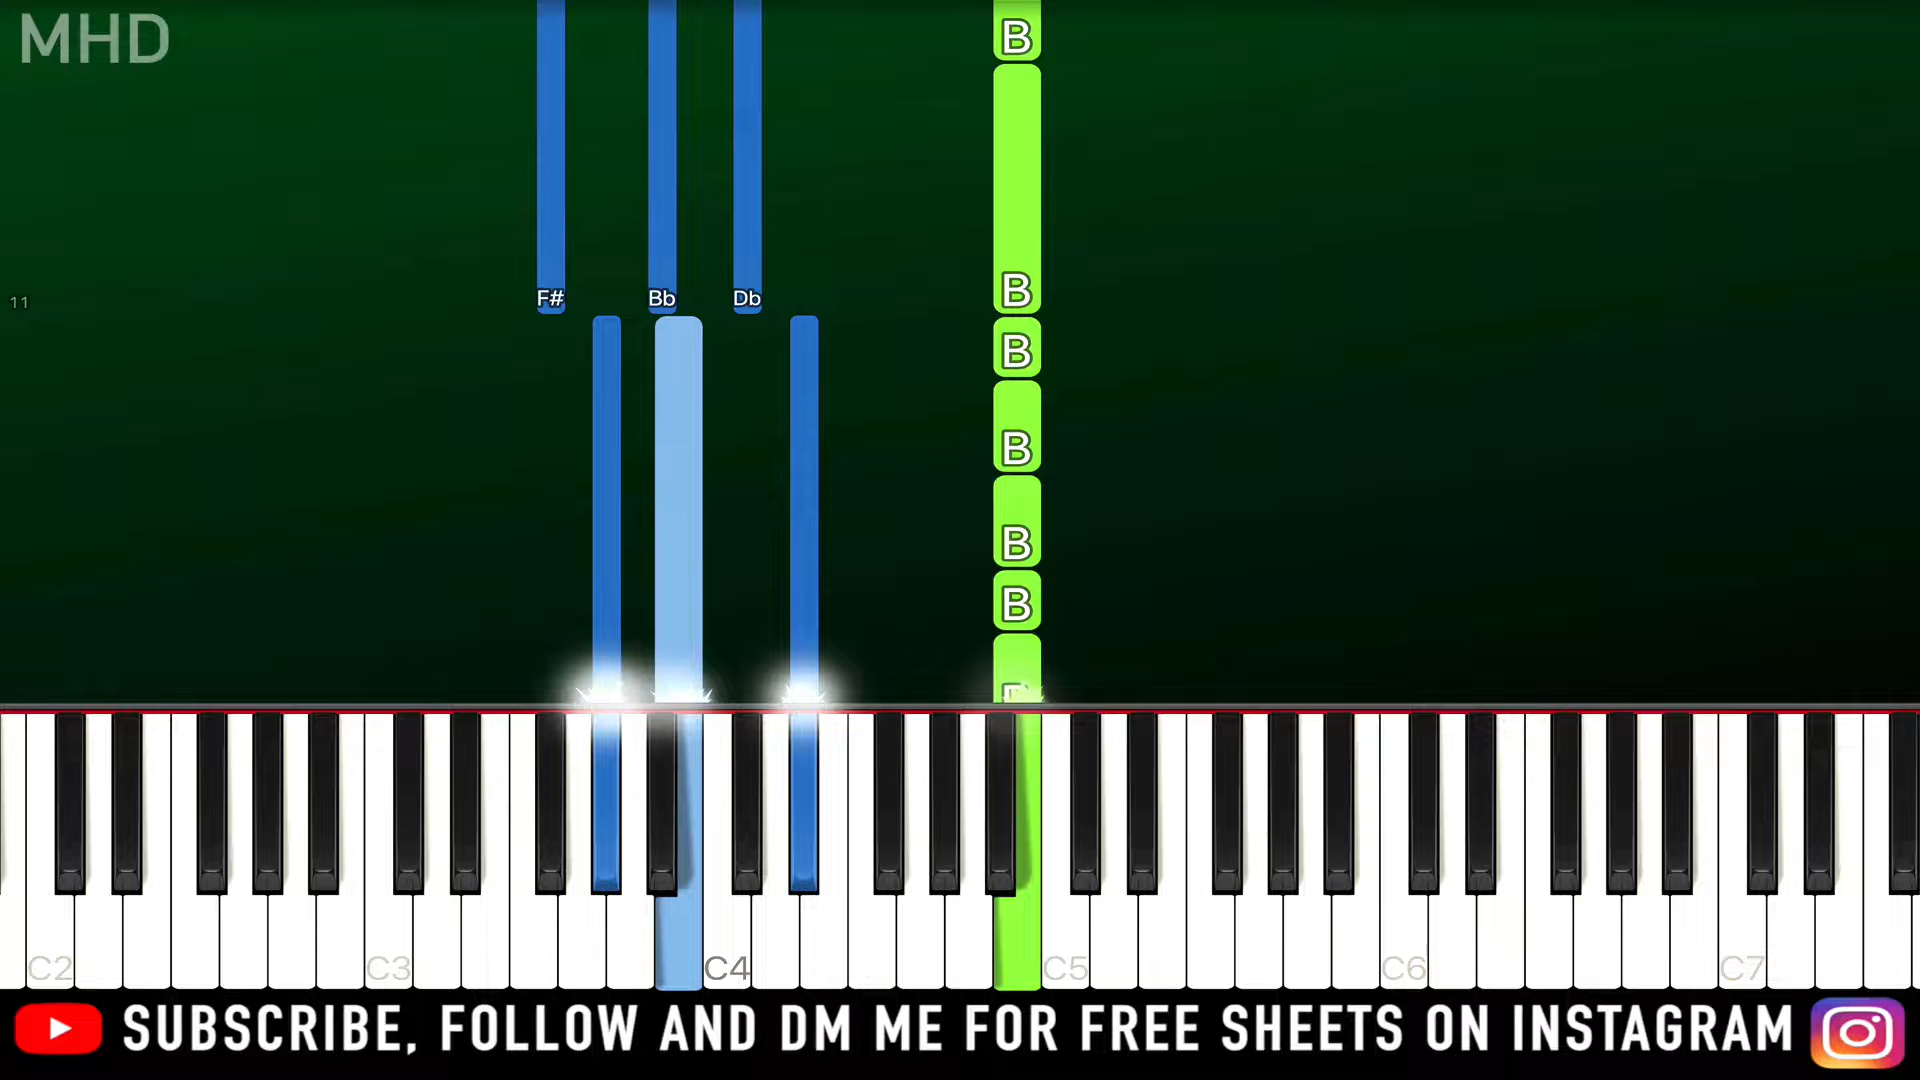 MHD
B
11
F# Bb Db B
B
B
B
B
C2 C3 C4 C5 C6 C7
SUBSCRIBE, FOLLOW AND DM ME FOR FREE SHEETS ON INSTAGRAM